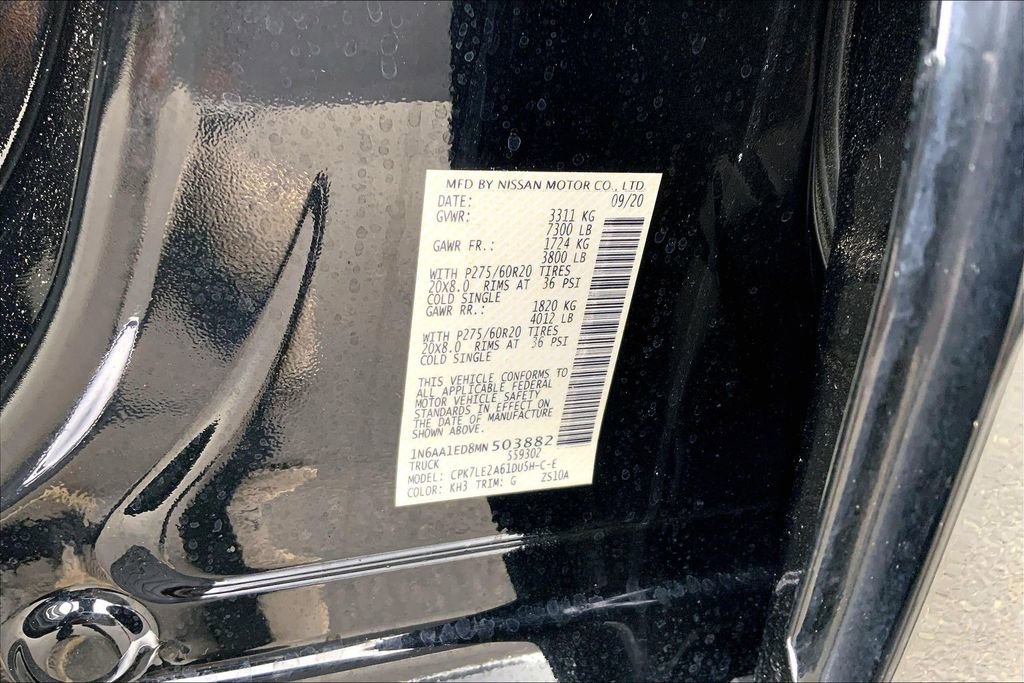 MFD BY NISSAN MOTOR CO., LTD.
DATE: 09/20
GVWR: 3311 KG
7300 LB
GAWR FR.: 1724 KG
3800 LB
WITH P275/60R20 TIRES
20X8.0 RIMS AT 36 PSI
COLD SINGLE
GAWR RR.: 1820 KG
4012 LB
WITH P275/60R20 TIRES
20X8.0 RIMS AT 36 PSI
COLD SINGLE
THIS VEHICLE CONFORMS TO
ALL APPLICABLE FEDERAL
MOTOR VEHICLE SAFETY
STANDARDS IN EFFECT ON
THE DATE OF MANUFACTURE
SHOWN ABOVE.
1N6AA1ED8MN 503882
TRUCK S59302
MODEL: CPK7LE2A61DU5H-C-E
COLOR: KH3 TRIM: G ZS10A